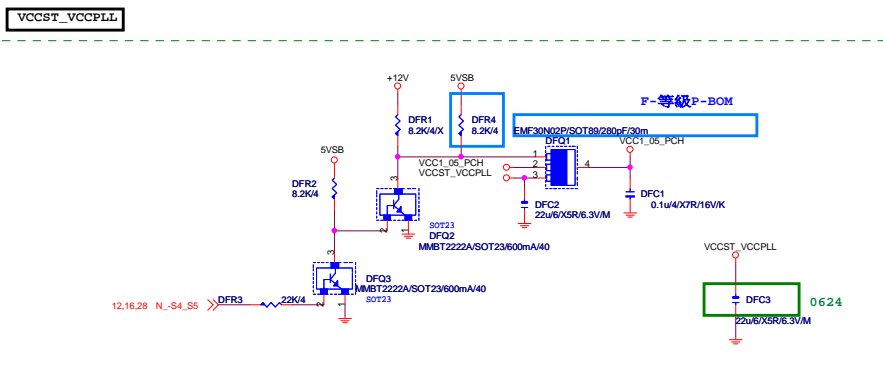 VCCST_VCCPLL
+12V
5VSB
F-等級P-BOM
DFR1
8.2K/4/X
DFR4
8.2K/4
EMF30N02P/SOT89/280pF/30m
DFQ1
VCC1_05_PCH
5VSB
VCC1_05_PCH
VCCST_VCCPLL
1
2
3
4
DFR2
8.2K/4
3
DFC1
0.1u/4/X7R/16V/K
DFC2
22u/6/X5R/6.3V/M
2
1
SOT23
DFQ2
MMBT2222A/SOT23/600mA/40
VCCST_VCCPLL
3
DFQ3
MMBT2222A/SOT23/600mA/40
SOT23
12,16,28 N_-S4_S5
DFR3
22K/4
2
1
DFC3
22u/6/X5R/6.3V/M
0624